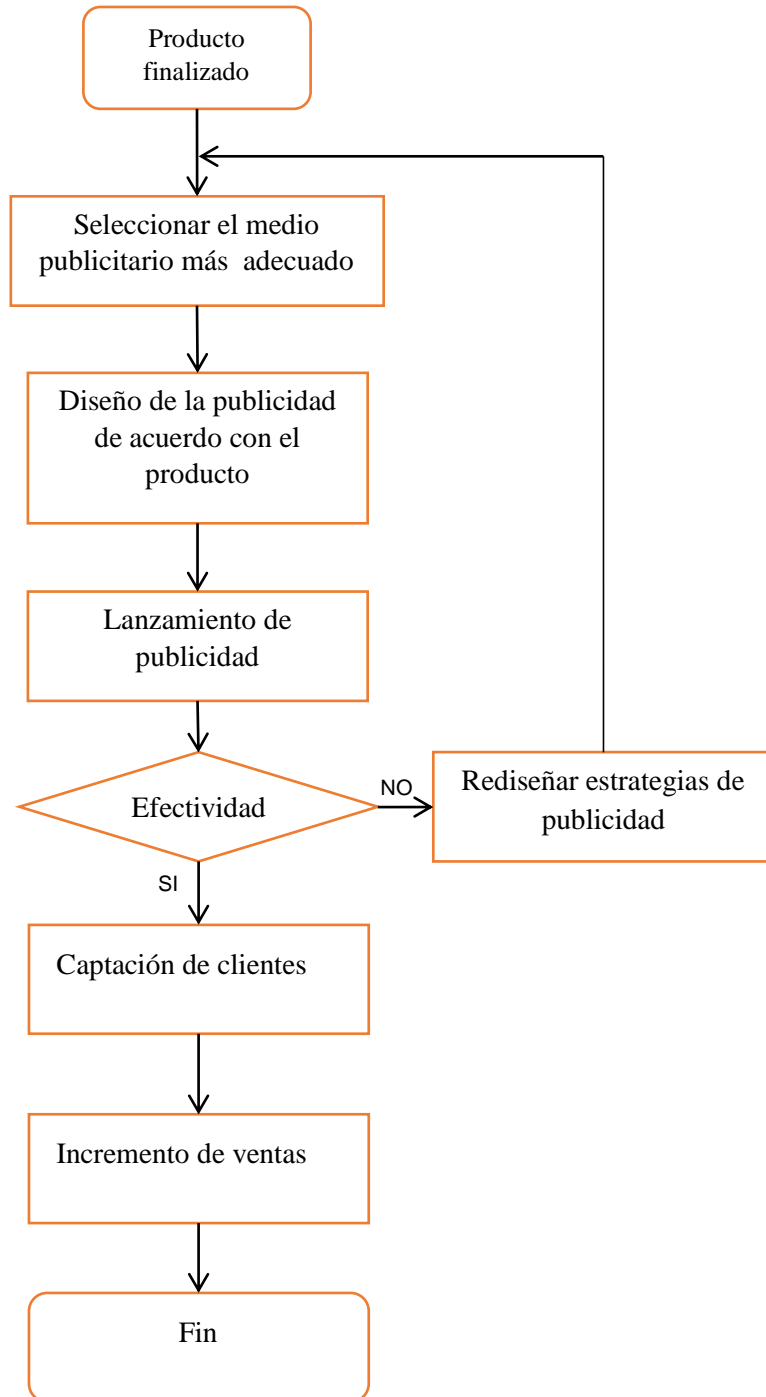 Producto
finalizado
Seleccionar el medio
publicitario más adecuado
Diseño de la publicidad
de acuerdo con el
producto
Lanzamiento de
publicidad
Efectividad
NO
Rediseñar estrategias de
publicidad
SI
Captación de clientes
Incremento de ventas
Fin